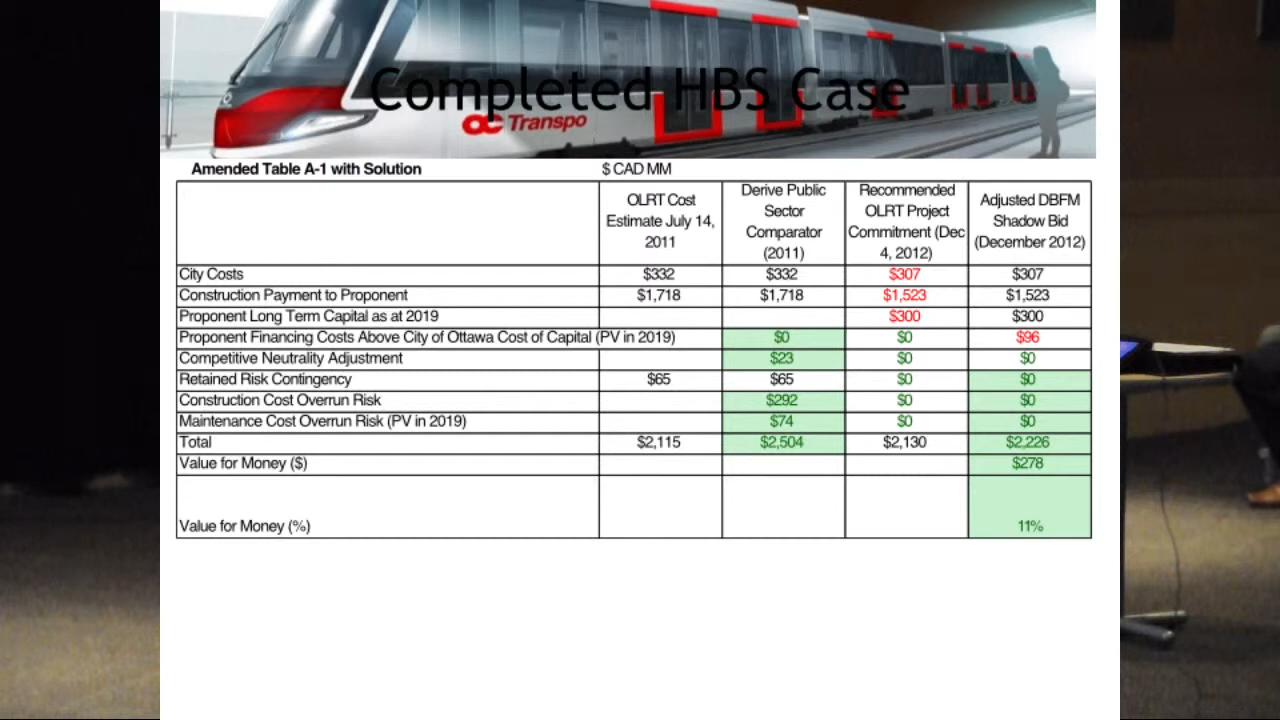 Completed HBS Case
OC Transpo
Amended Table A-1 with Solution $ CAD MM
OLRT Cost Estimate July 14, 2011 Derive Public Sector Comparator (2011) Recommended OLRT Project Commitment (Dec 4, 2012) Adjusted DBFM Shadow Bid (December 2012)
City Costs $332 $332 $307 $307
Construction Payment to Proponent $1,718 $1,718 $1,523 $1,523
Proponent Long Term Capital as at 2019 $300 $300
Proponent Financing Costs Above City of Ottawa Cost of Capital (PV in 2019) $0 $0 $96
Competitive Neutrality Adjustment $23 $0 $0
Retained Risk Contingency $65 $65 $0 $0
Construction Cost Overrun Risk $292 $0 $0
Maintenance Cost Overrun Risk (PV in 2019) $74 $0 $0
Total $2,115 $2,504 $2,130 $2,226
Value for Money ($) $278
Value for Money (%) 11%